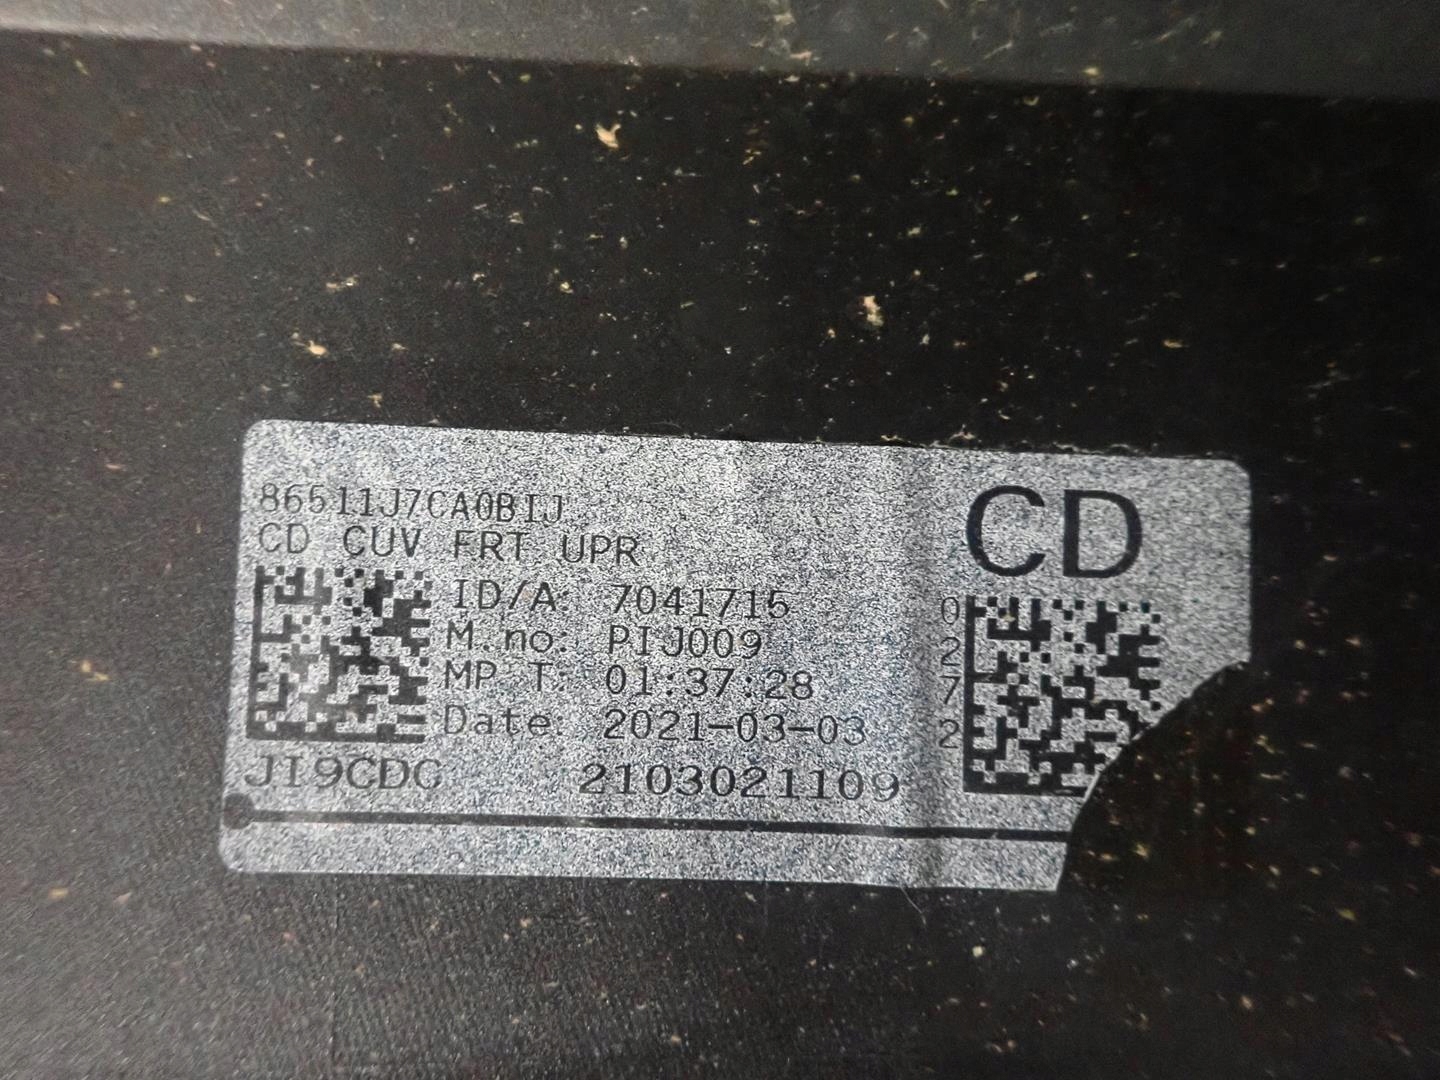 86511J7CA0BIJ
CD CUV FRT UPR
CD
ID/A: 7041715
M.no: PIJ009
MP T: 01:37:28
Date: 2021-03-03
0
2
7
2
JI9CDC 2103021109